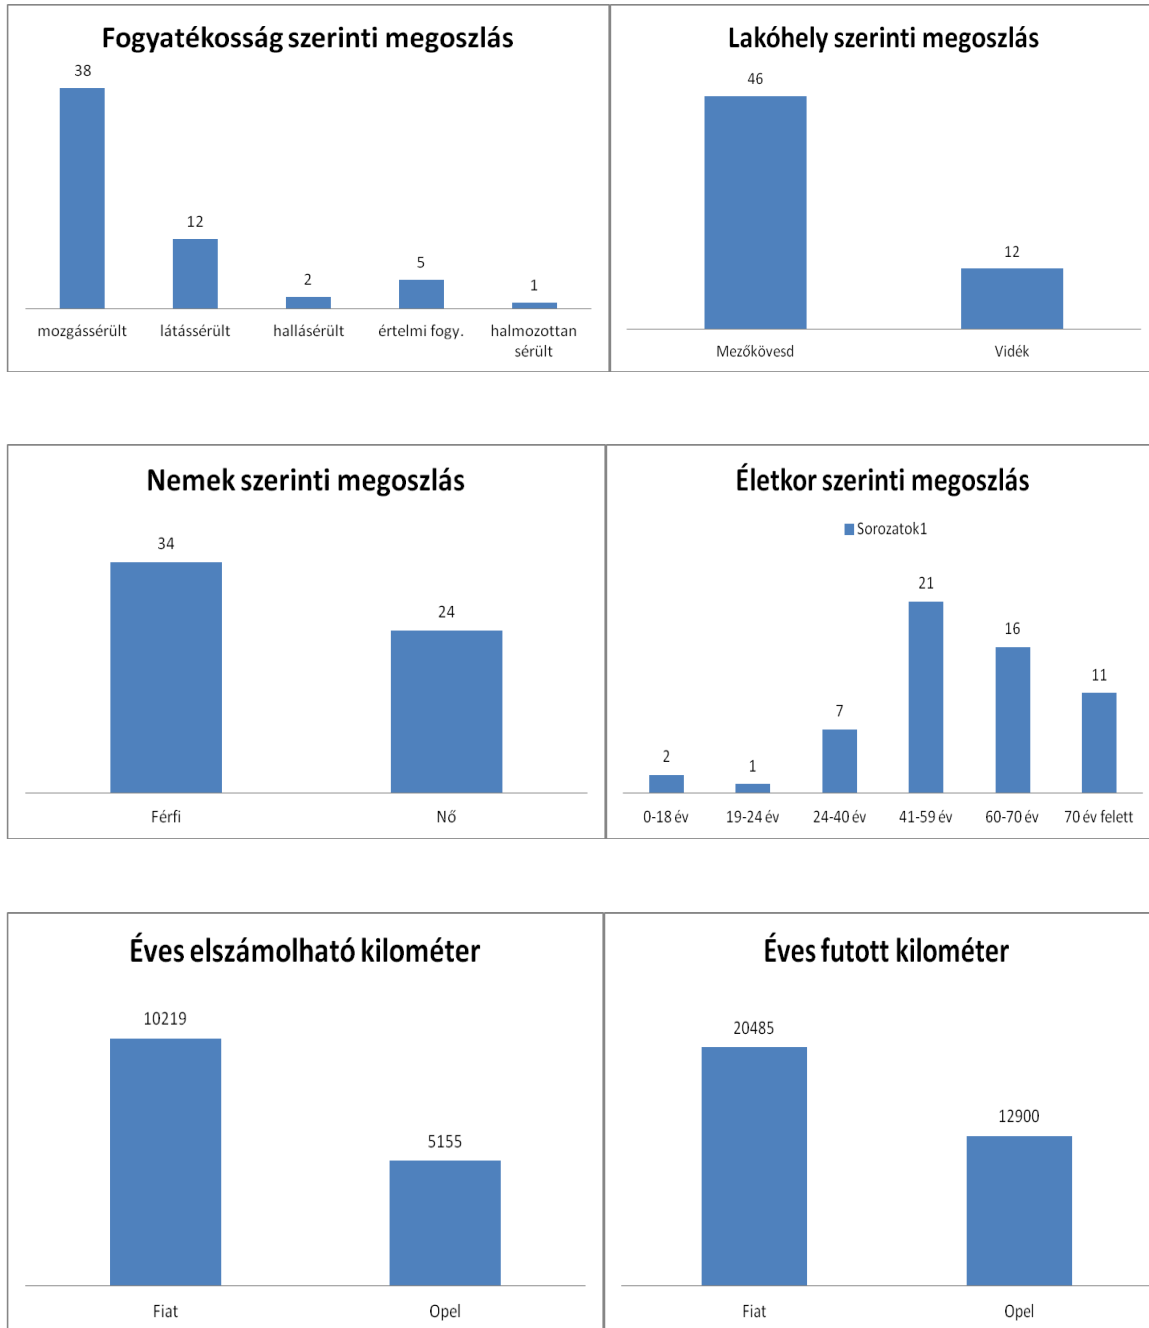 Fogyatékosság szerinti megoszlás
38
12
2
5
1
mozgássérült látássérült hallásérült értelmi fogy. halmozottan
sérült
Lakóhely szerinti megoszlás
46
12
Mezőkövesd Vidék
Nemek szerinti megoszlás
34
24
Férfi Nő
Életkor szerinti megoszlás
Sorozatok1
2
1
7
21
16
11
0-18 év 19-24 év 24-40 év 41-59 év 60-70 év 70 év felett
Éves elszámolható kilométer
10219
5155
Fiat Opel
Éves futott kilométer
20485
12900
Fiat Opel